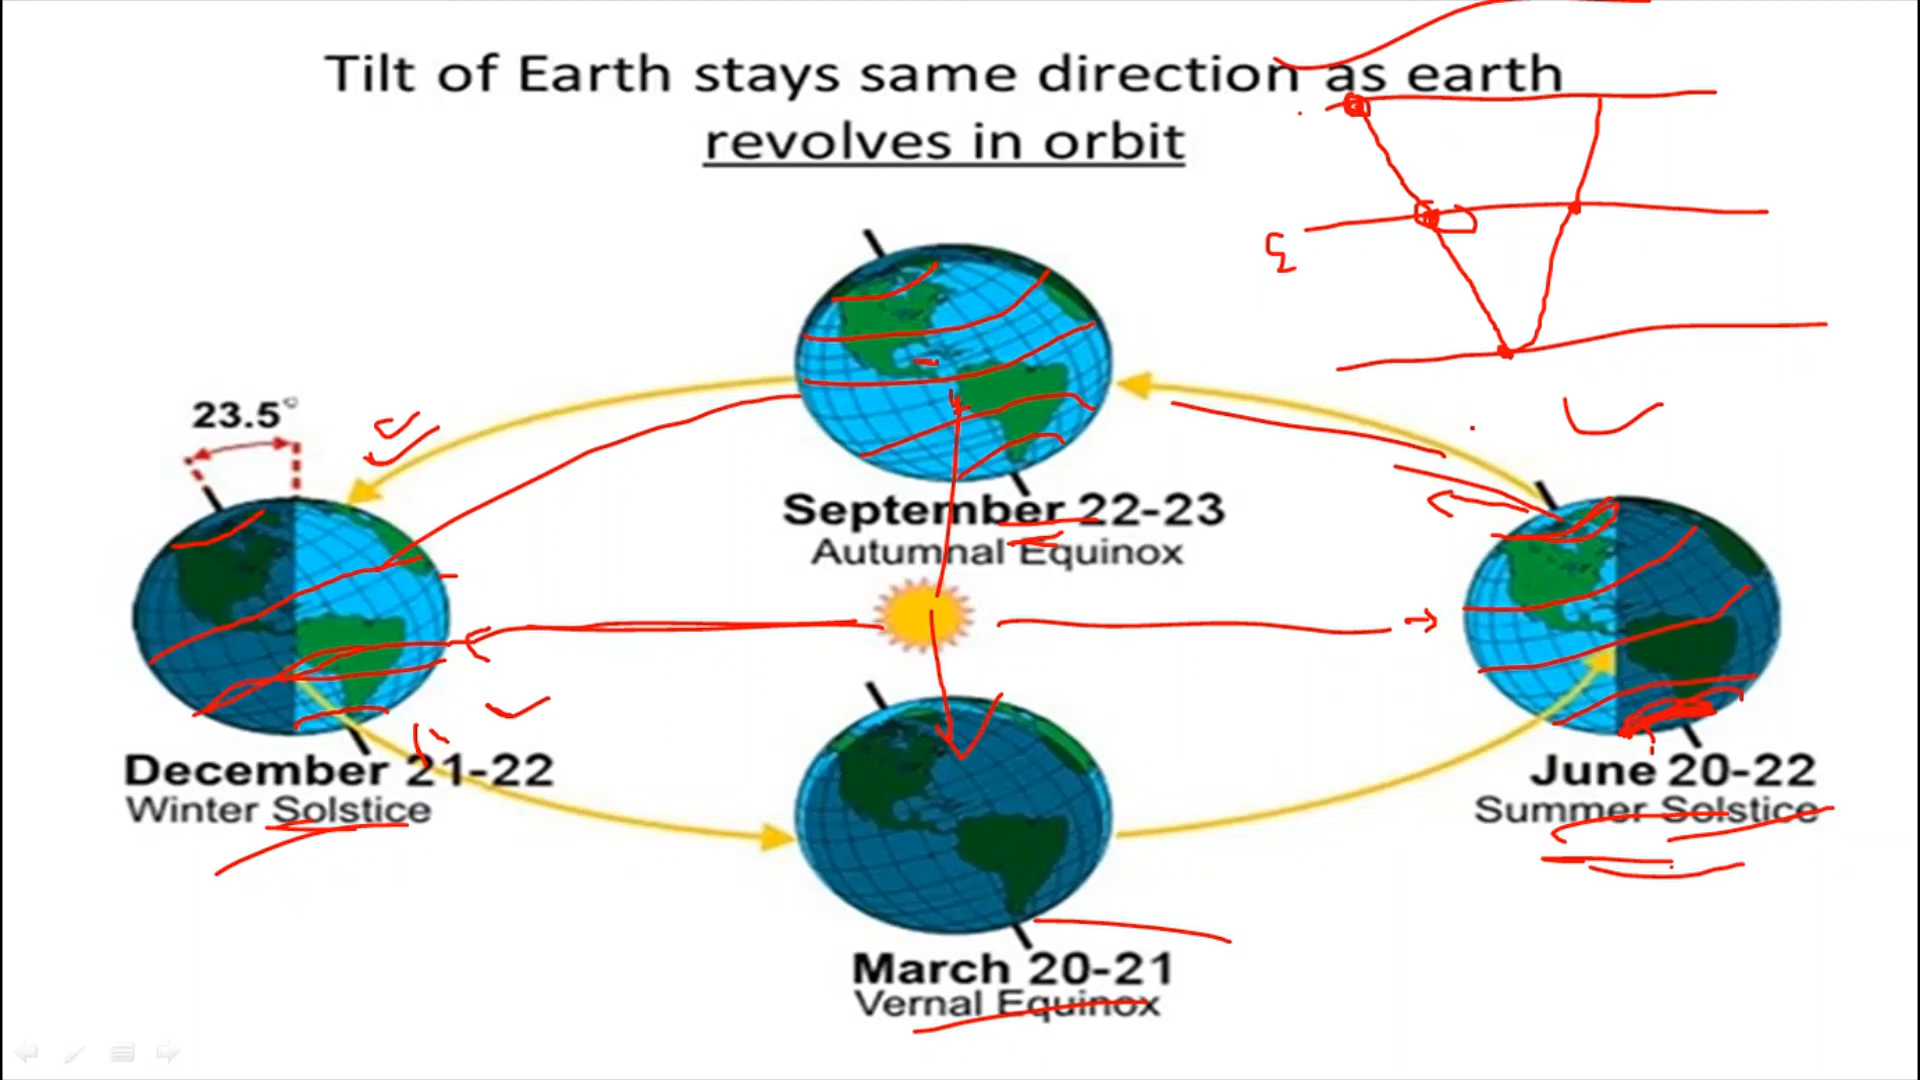 Tilt of Earth stays same direction as earth
revolves in orbit
23.5°
September 22-23
Autumnal Equinox
December 21-22
Winter Solstice
June 20-22
Summer Solstice
March 20-21
Vernal Equinox